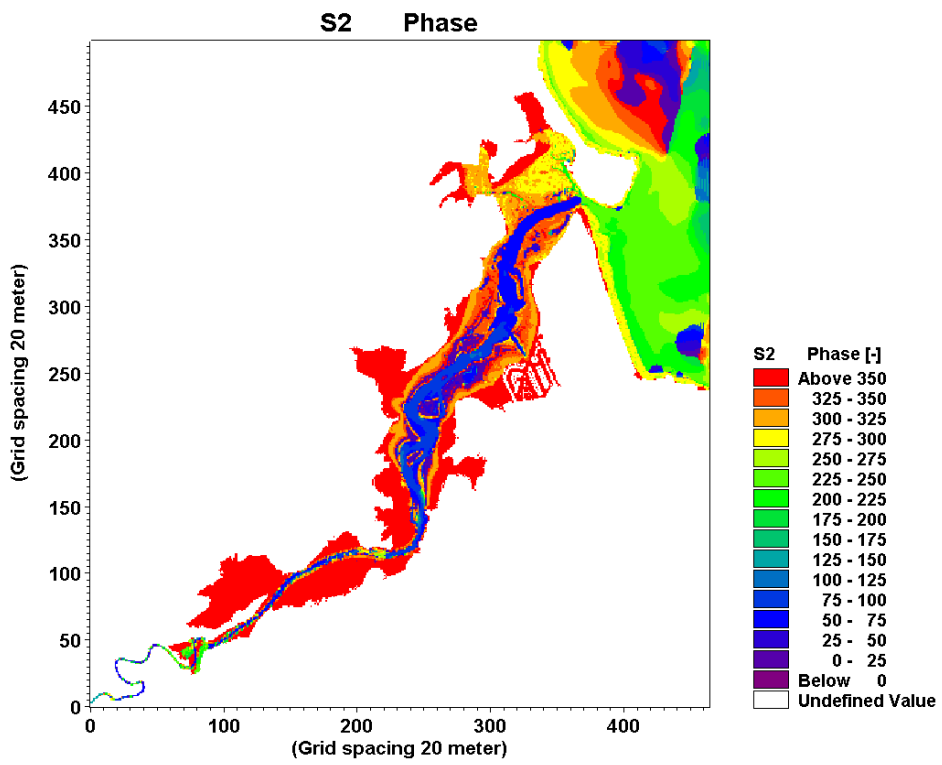 S2 Phase
450
400
350
300
250
200
150
100
50
0
(Grid spacing 20 meter)
0 100 200 300 400
(Grid spacing 20 meter)
S2 Phase [-]
Above 350
325 - 350
300 - 325
275 - 300
250 - 275
225 - 250
200 - 225
175 - 200
150 - 175
125 - 150
100 - 125
75 - 100
50 - 75
25 - 50
0 - 25
Below 0
Undefined Value